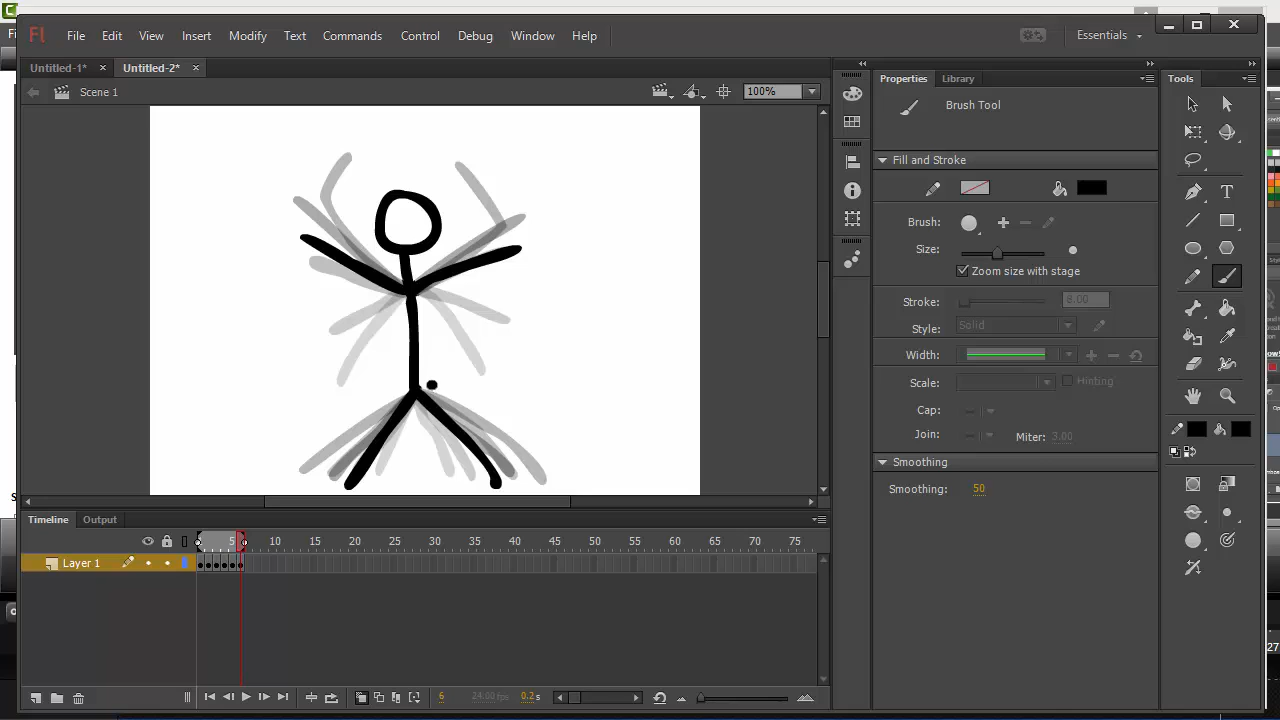 Fl File Edit View Insert Modify Text Commands Control Debug Window Help Essentials
Untitled-1* × Untitled-2* ×
Scene 1 100%
Properties Library Tools
Brush Tool
Fill and Stroke
Brush:
Size:
Zoom size with stage
Stroke: 8.00
Style: Solid
Width:
Scale: Hinting
Cap:
Join: Miter: 3.00
Smoothing
Smoothing: 50
Timeline Output
5 10 15 20 25 30 35 40 45 50 55 60 65 70 75
Layer 1
6 24.00 fps 0.2 s
27